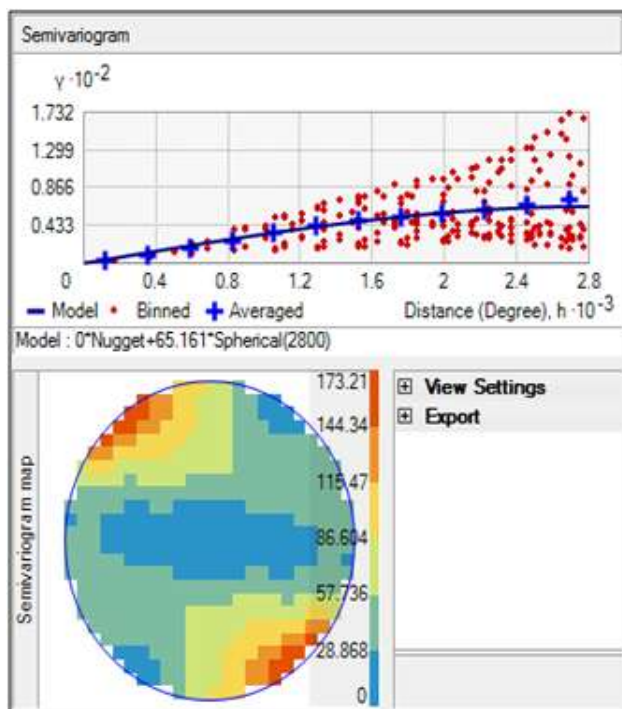 Semivariogram
γ ·10⁻²
1.732
1.299
0.866
0.433
0 0.4 0.8 1.2 1.6 2 2.4 2.8
Model Binned Averaged Distance (Degree), h ·10⁻³
Model : 0*Nugget+65.161*Spherical(2800)
Semivariogram map
173.21
144.34
115.47
86.604
57.736
28.868
0
View Settings
Export